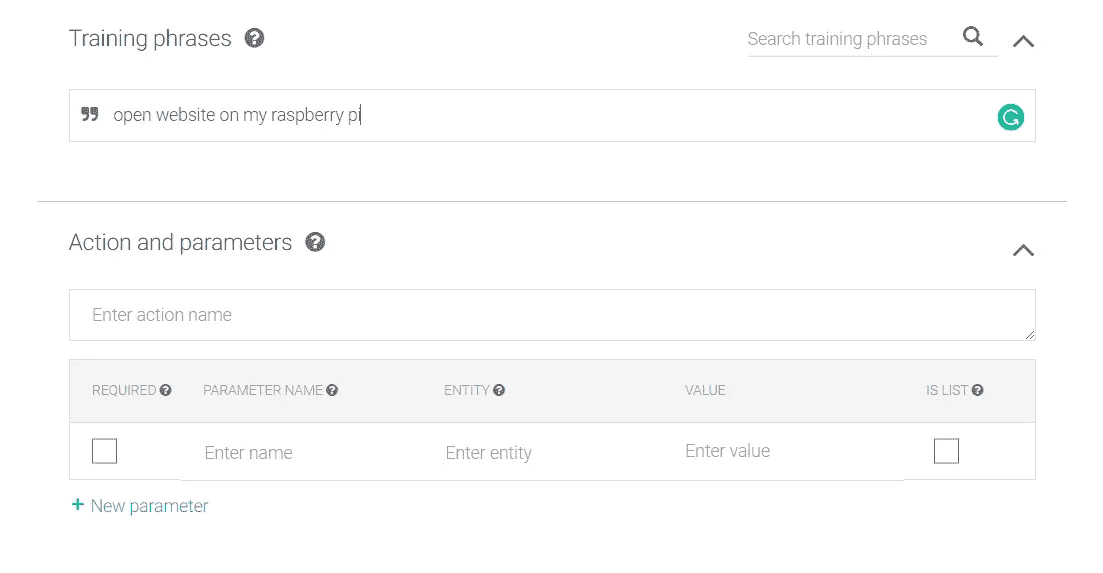 Training phrases
Search training phrases
open website on my raspberry pi
Action and parameters
Enter action name
REQUIRED PARAMETER NAME ENTITY VALUE IS LIST
Enter name Enter entity Enter value
+ New parameter